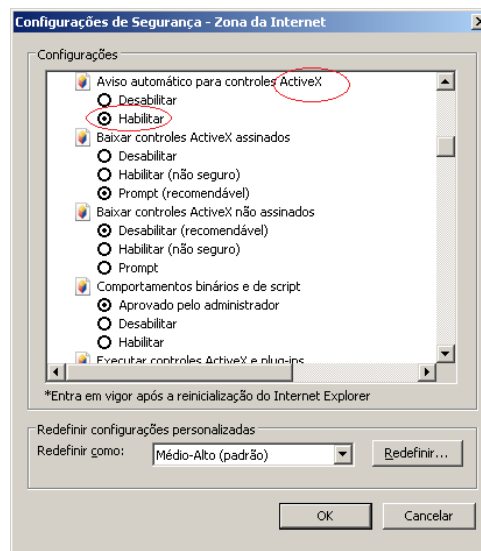 Configurações de Segurança - Zona da Internet
Configurações
Aviso automático para controles ActiveX
Desabilitar
Habilitar
Baixar controles ActiveX assinados
Desabilitar
Habilitar (não seguro)
Prompt (recomendável)
Baixar controles ActiveX não assinados
Desabilitar (recomendável)
Habilitar (não seguro)
Prompt
Comportamentos binários e de script
Aprovado pelo administrador
Desabilitar
Habilitar
Executar controles ActiveX e plug-ins
*Entra em vigor após a reinicialização do Internet Explorer
Redefinir configurações personalizadas
Redefinir como: Médio-Alto (padrão) Redefinir...
OK Cancelar